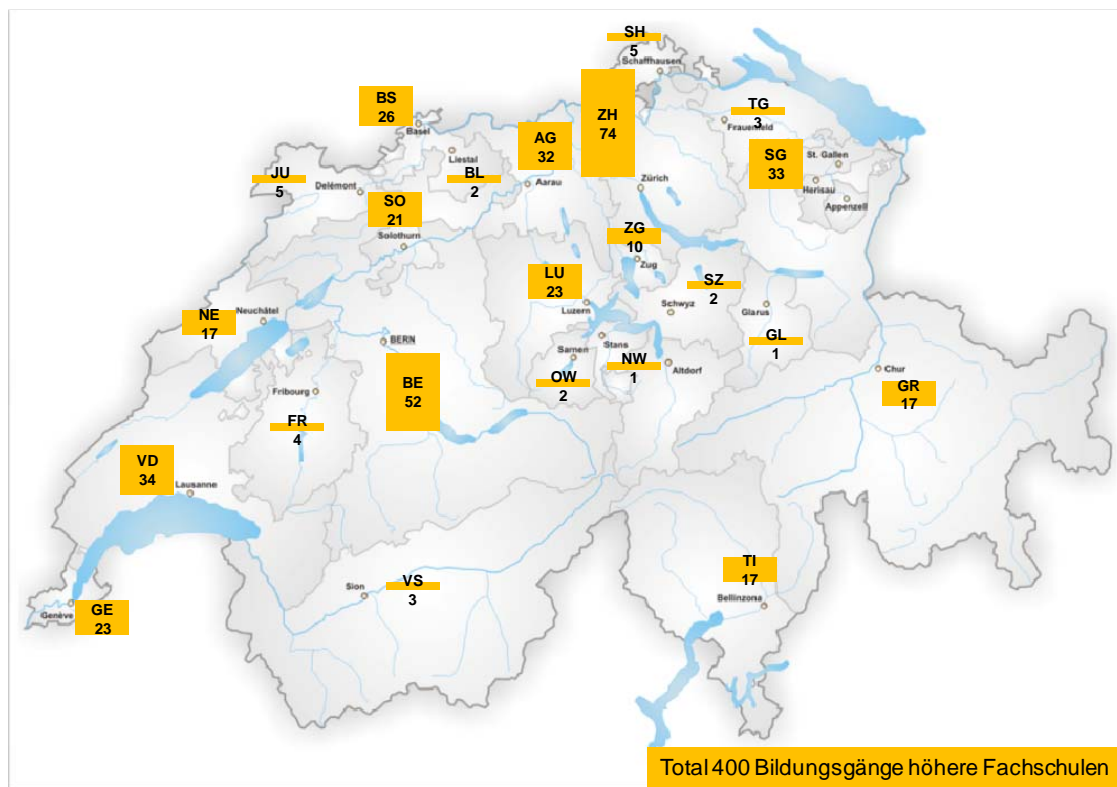 SH
5
Schaffhausen
BS
26
Basel
ZH
74
TG
3
Frauenfeld
AG
32
Liestal
BL
2
Aarau
SG
33
St. Gallen
Herisau
Appenzell
JU
5
Delémont
SO
21
Solothurn
Zürich
ZG
10
Zug
LU
23
Luzern
SZ
2
Schwyz
Glarus
GL
1
NE
17
Neuchâtel
BERN
BE
52
Sarnen
Stans
OW
2
NW
1
Altdorf
Chur
GR
17
Fribourg
FR
4
VD
34
Lausanne
Sion
VS
3
TI
17
Bellinzona
Genève
GE
23
Total 400 Bildungsgänge höhere Fachschulen